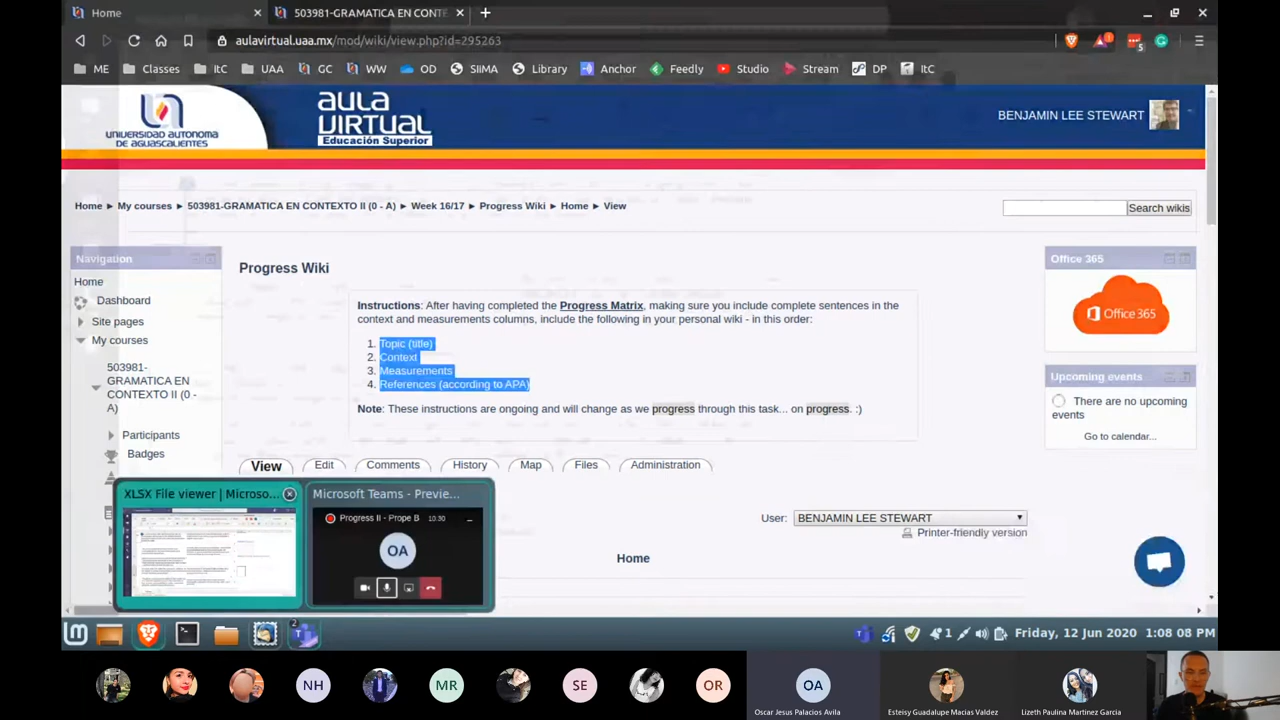 Home
503981-GRAMATICA EN CONTE
aulavirtual.uaa.mx/mod/wiki/view.php?id=295263
1
5
ME Classes ItC UAA GC WW OD SIIMA Library Anchor Feedly Studio Stream DP ItC
UNIVERSIDAD AUTONOMA
DE AGUASCALIENTES
AULA
VIRTUAL
Educación Superior
BENJAMIN LEE STEWART
Home ► My courses ► 503981-GRAMATICA EN CONTEXTO II (0 - A) ► Week 16/17 ► Progress Wiki ► Home ► View
Search wikis
Navigation
Home
Dashboard
Site pages
My courses
503981-
GRAMATICA EN
CONTEXTO II (0 -
A)
Participants
Badges
Progress Wiki
Instructions: After having completed the Progress Matrix, making sure you include complete sentences in the
context and measurements columns, include the following in your personal wiki - in this order:
1. Topic (title)
2. Context
3. Measurements
4. References (according to APA)
Note: These instructions are ongoing and will change as we progress through this task... on progress. :)
View Edit Comments History Map Files Administration
User: BENJAMIN LEE STEWART
Printer-friendly version
Home
Office 365
Office 365
Upcoming events
There are no upcoming
events
Go to calendar...
XLSX File viewer | Microso...
Microsoft Teams - Previe...
Progress II - Prope B 10:30
OA
2
1
Friday, 12 Jun 2020 1:08 08 PM
NH MR SE OR OA
Oscar Jesus Palacios Avila
Esteisy Guadalupe Macias Valdez
Lizeth Paulina Martinez Garcia